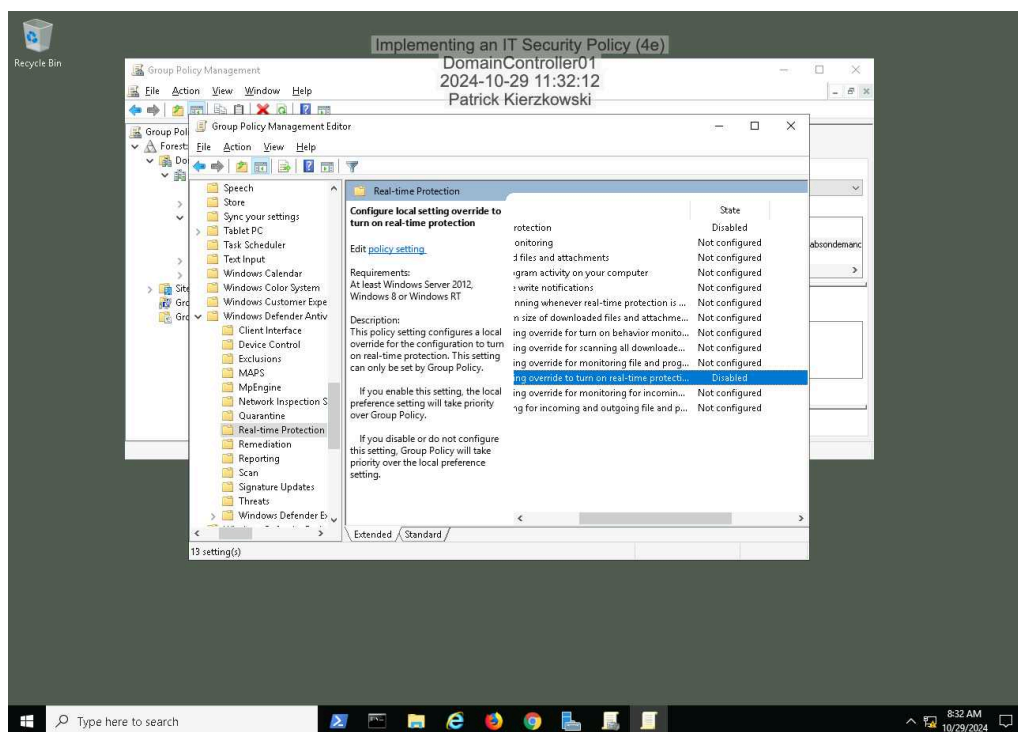 Recycle Bin
Implementing an IT Security Policy (4e)
DomainController01
2024-10-29 11:32:12
Patrick Kierzkowski
Group Policy Management
File Action View Window Help
Group Pol
Forest:
Do
Site
Gro
Gro
absondemanc
Group Policy Management Editor
File Action View Help
Speech
Store
Sync your settings
Tablet PC
Task Scheduler
Text Input
Windows Calendar
Windows Color System
Windows Customer Expe
Windows Defender Antiv
Client Interface
Device Control
Exclusions
MAPS
MpEngine
Network Inspection S
Quarantine
Real-time Protection
Remediation
Reporting
Scan
Signature Updates
Threats
Windows Defender Ex
Real-time Protection
Configure local setting override to
turn on real-time protection
Edit policy setting
Requirements:
At least Windows Server 2012,
Windows 8 or Windows RT
Description:
This policy setting configures a local
override for the configuration to turn
on real-time protection. This setting
can only be set by Group Policy.
If you enable this setting, the local
preference setting will take priority
over Group Policy.
If you disable or do not configure
this setting, Group Policy will take
priority over the local preference
setting.
State
rotection Disabled
onitoring Not configured
d files and attachments Not configured
gram activity on your computer Not configured
e write notifications Not configured
nning whenever real-time protection is ... Not configured
n size of downloaded files and attachme... Not configured
ing override for turn on behavior monito... Not configured
ing override for scanning all downloade... Not configured
ing override for monitoring file and prog... Not configured
ing override to turn on real-time protecti... Disabled
ing override for monitoring for incomin... Not configured
ng for incoming and outgoing file and p... Not configured
Extended Standard
13 setting(s)
Type here to search
8:32 AM
10/29/2024